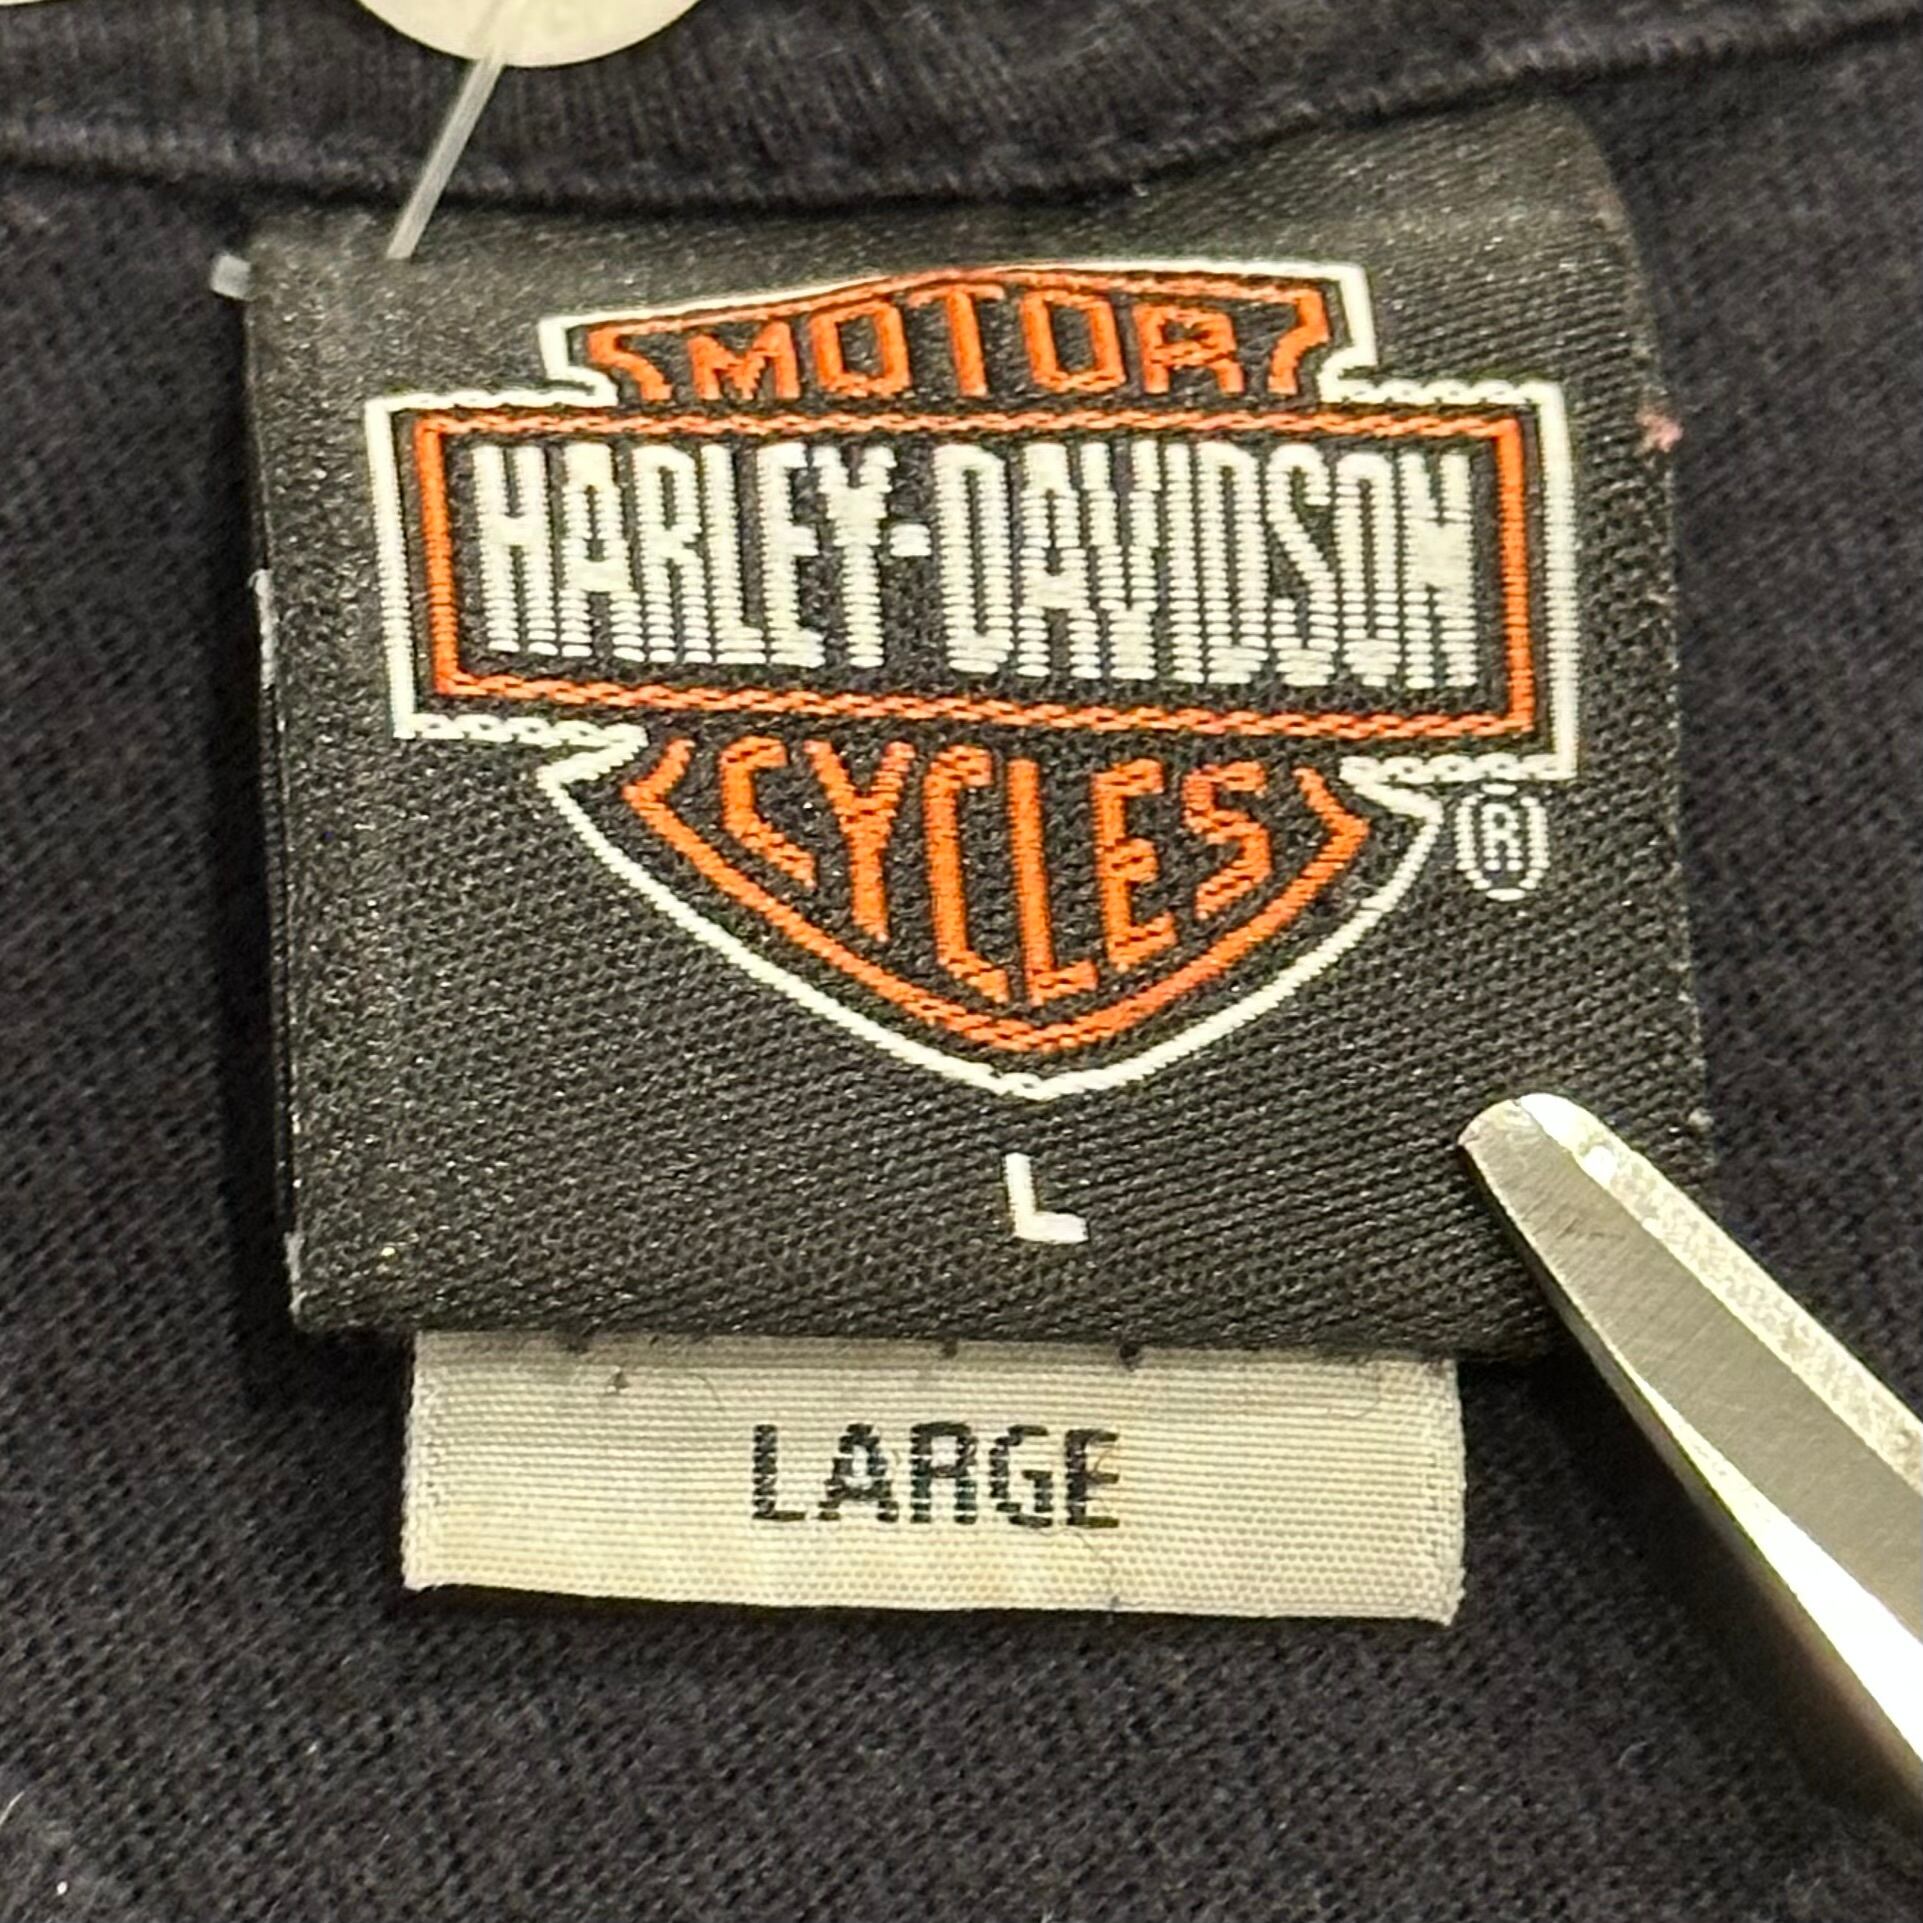 MOTOR
HARLEY-DAVIDSON
CYCLES
®
L
LARGE